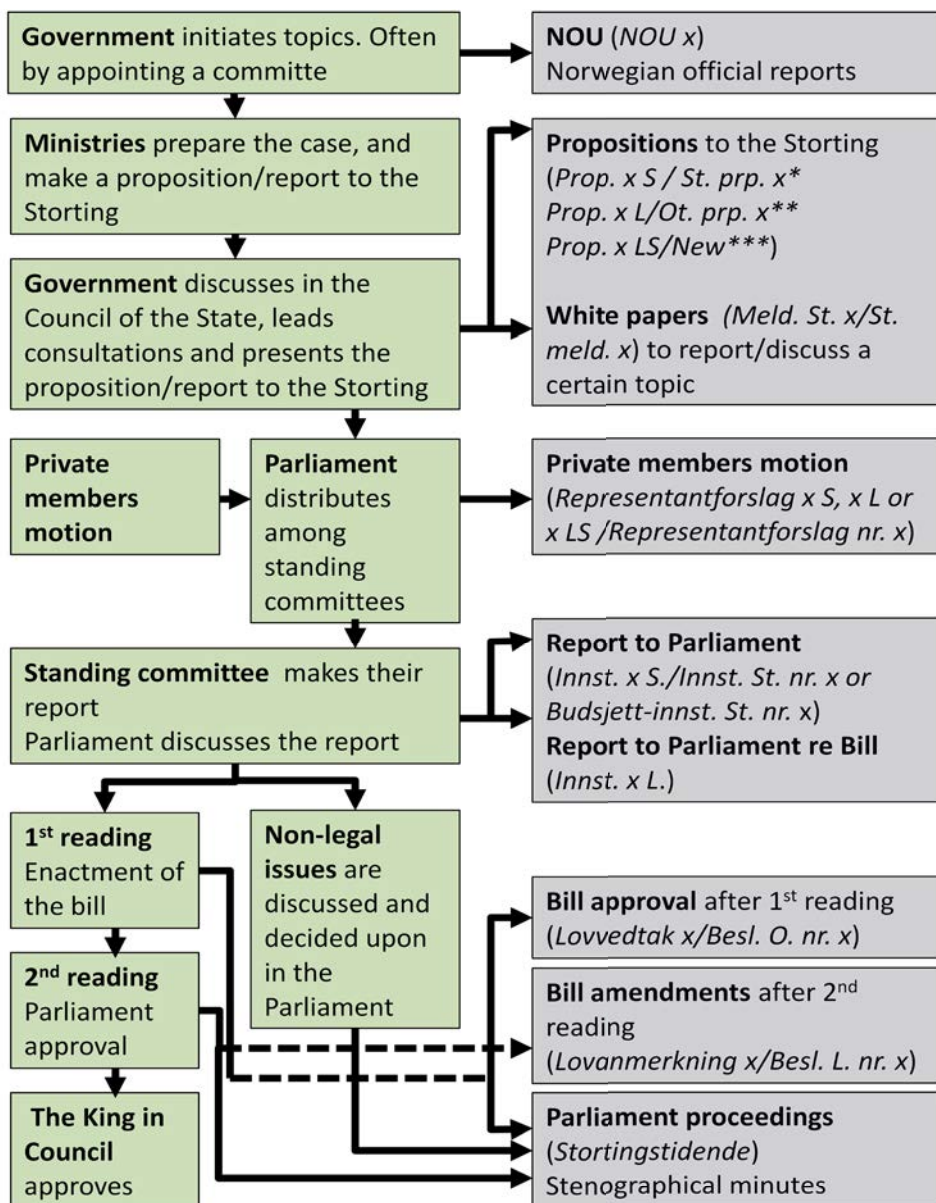 Government initiates topics. Often
by appointing a committe
NOU (NOU x)
Norwegian official reports
Ministries prepare the case, and
make a proposition/report to the
Storting
Propositions to the Storting
(Prop. x S / St. prp. x*
Prop. x L/Ot. prp. x**
Prop. x LS/New***)
White papers (Meld. St. x/St.
meld. x) to report/discuss a
certain topic
Government discusses in the
Council of the State, leads
consultations and presents the
proposition/report to the Storting
Private
members
motion
Parliament
distributes
among
standing
committees
Private members motion
(Representantforslag x S, x L or
x LS /Representantforslag nr. x)
Standing committee makes their
report
Parliament discusses the report
Report to Parliament
(Innst. x S./Innst. St. nr. x or
Budsjett-innst. St. nr. x)
Report to Parliament re Bill
(Innst. x L.)
1st reading
Enactment of
the bill
Non-legal
issues are
discussed and
decided upon
in the
Parliament
Bill approval after 1st reading
(Lovvedtak x/Besl. O. nr. x)
2nd reading
Parliament
approval
Bill amendments after 2nd
reading
(Lovanmerkning x/Besl. L. nr. x)
The King in
Council
approves
Parliament proceedings
(Stortingstidende)
Stenographical minutes